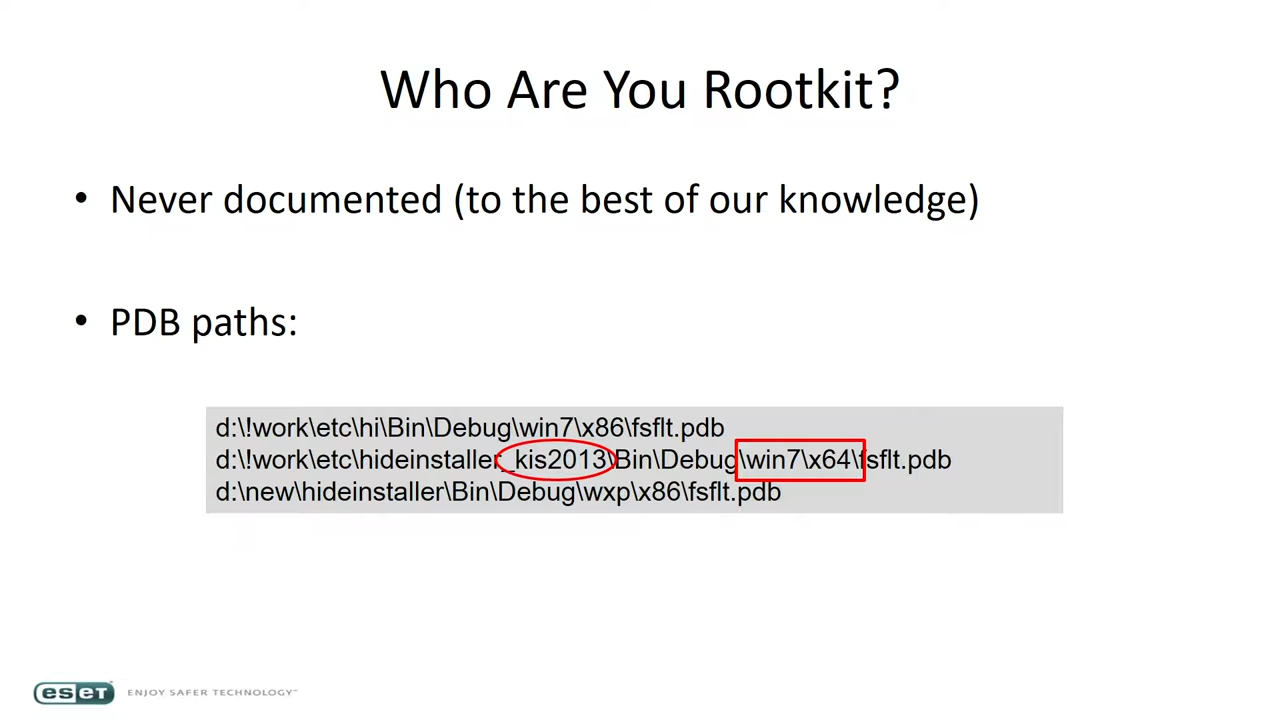 Who Are You Rootkit?
• Never documented (to the best of our knowledge)
• PDB paths:
d:\!work\etc\hi\Bin\Debug\win7\x86\fsflt.pdb
d:\!work\etc\hideinstaller_kis2013\Bin\Debug\win7\x64\fsflt.pdb
d:\new\hideinstaller\Bin\Debug\wxp\x86\fsflt.pdb
eset ENJOY SAFER TECHNOLOGY™